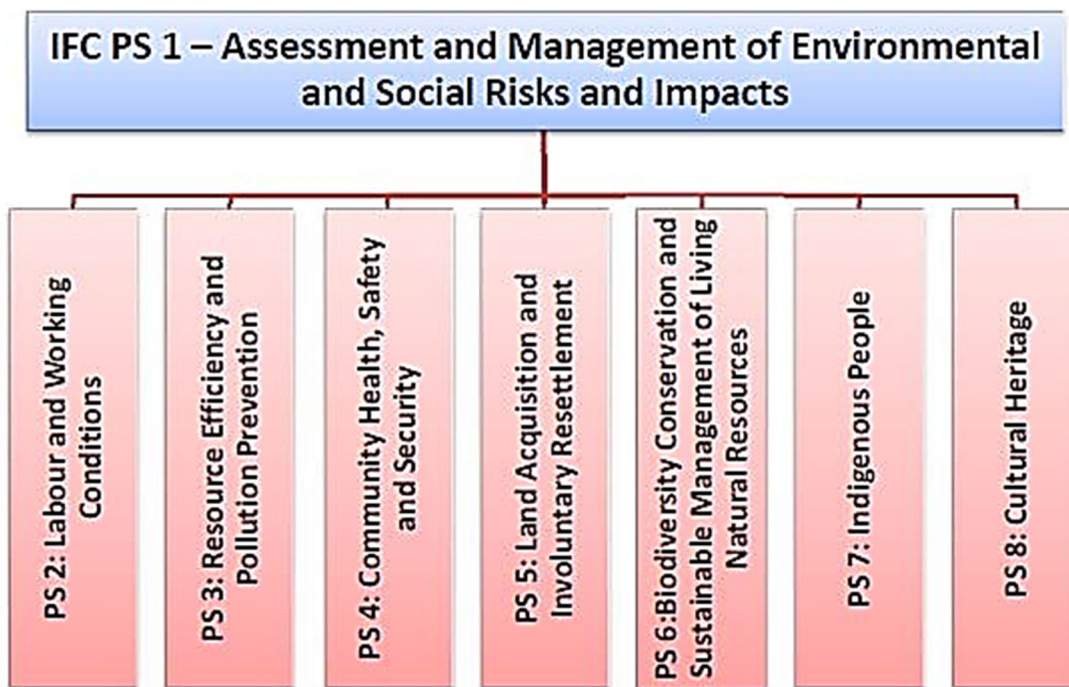 IFC PS 1 – Assessment and Management of Environmental
and Social Risks and Impacts
PS 2: Labour and Working
Conditions
PS 3: Resource Efficiency and
Pollution Prevention
PS 4: Community Health, Safety
and Security
PS 5: Land Acquisition and
Involuntary Resettlement
PS 6:Biodiversity Conservation and
Sustainable Management of Living
Natural Resources
PS 7: Indigenous People
PS 8: Cultural Heritage